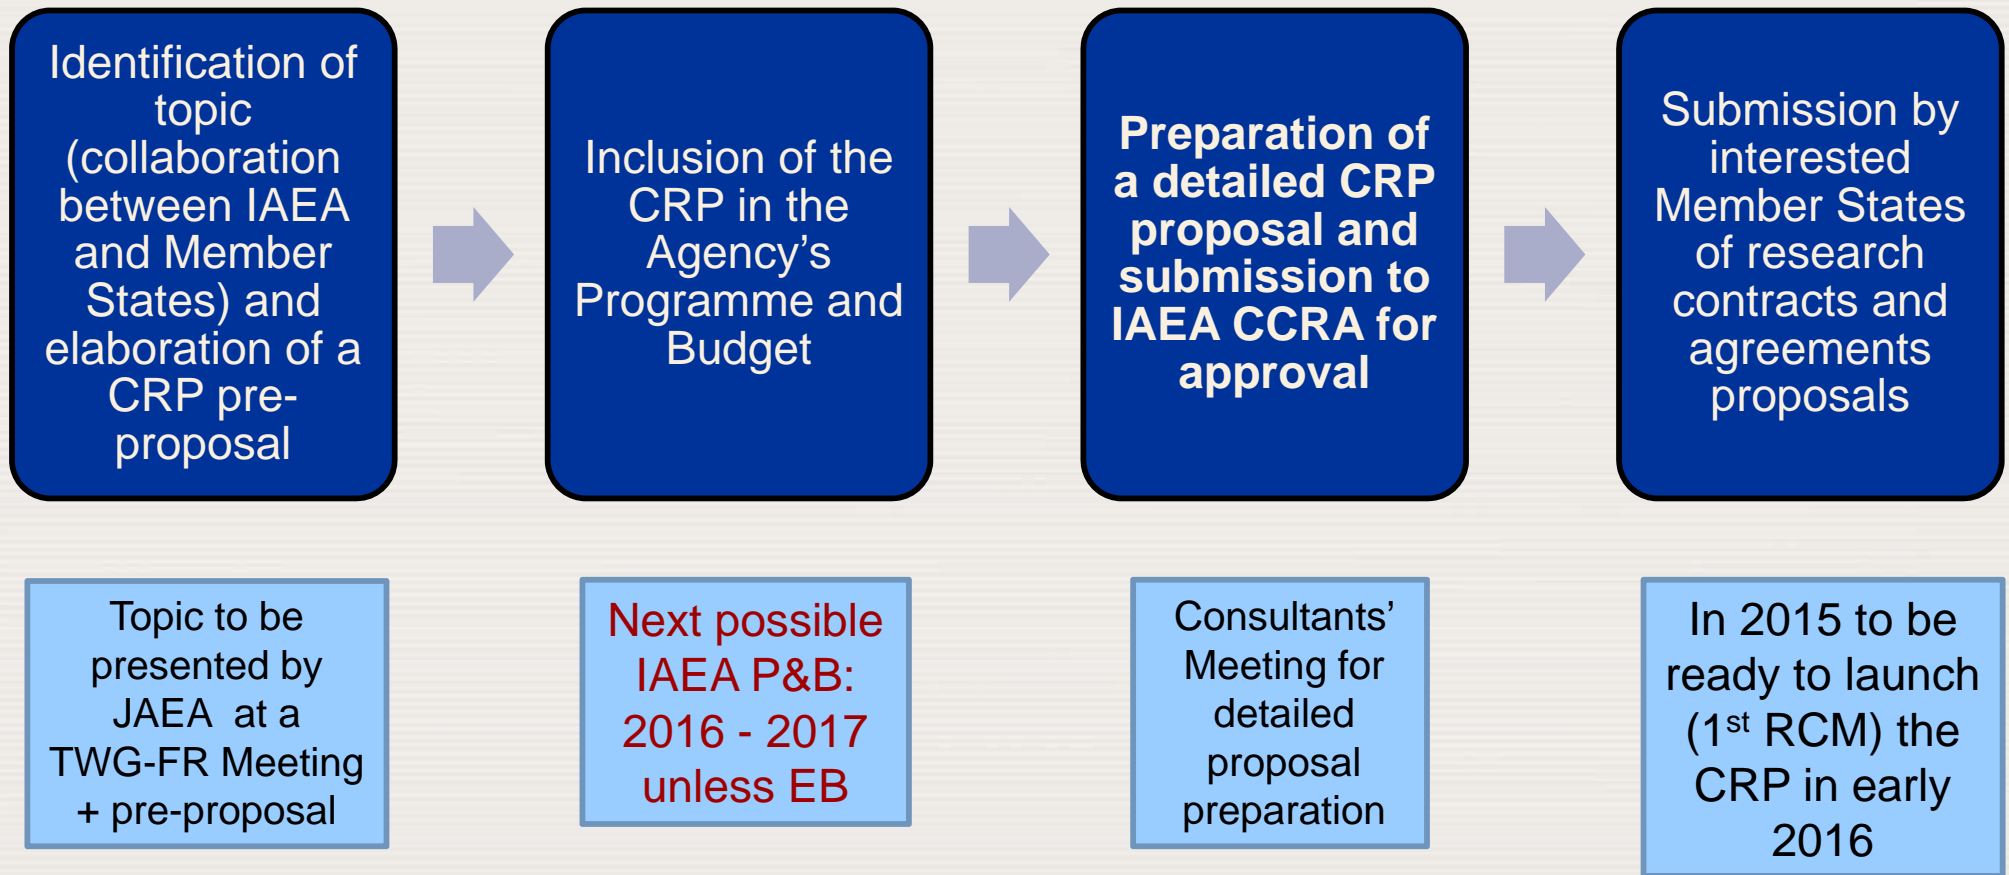 Identification of
topic
(collaboration
between IAEA
and Member
States) and
elaboration of a
CRP pre-
proposal
Inclusion of the
CRP in the
Agency’s
Programme and
Budget
Preparation of
a detailed CRP
proposal and
submission to
IAEA CCRA for
approval
Submission by
interested
Member States
of research
contracts and
agreements
proposals
Topic to be
presented by
JAEA at a
TWG-FR Meeting
+ pre-proposal
Next possible
IAEA P&B:
2016 - 2017
unless EB
Consultants’
Meeting for
detailed
proposal
preparation
In 2015 to be
ready to launch
(1st RCM) the
CRP in early
2016